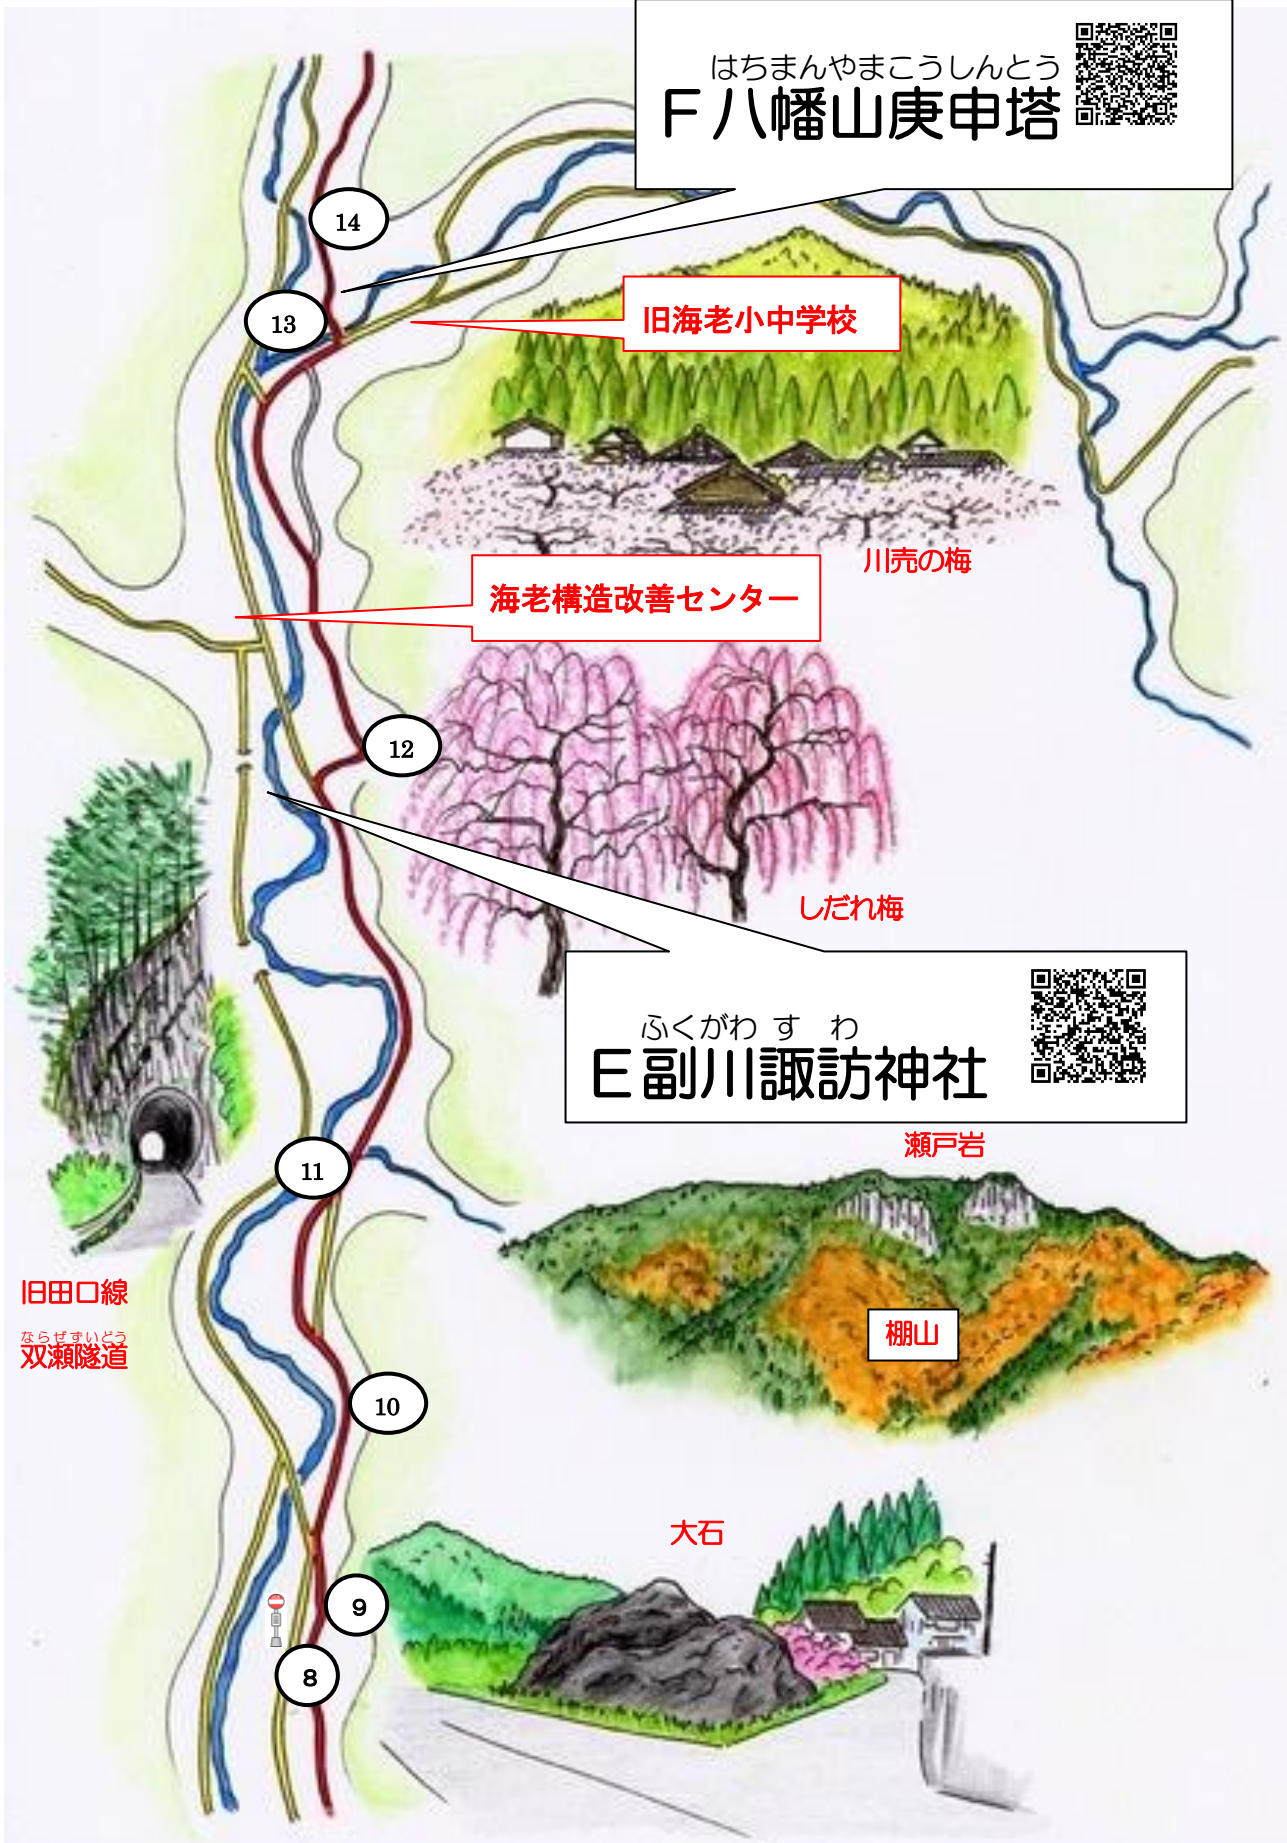 はちまんやまこうしんとう
F八幡山庚申塔
14
13
旧海老小中学校
川売の梅
海老構造改善センター
12
しだれ梅
ふくがわ す わ
E副川諏訪神社
瀬戸岩
11
旧田口線
ならぜずいどう
双瀬隧道
棚山
10
大石
9
8